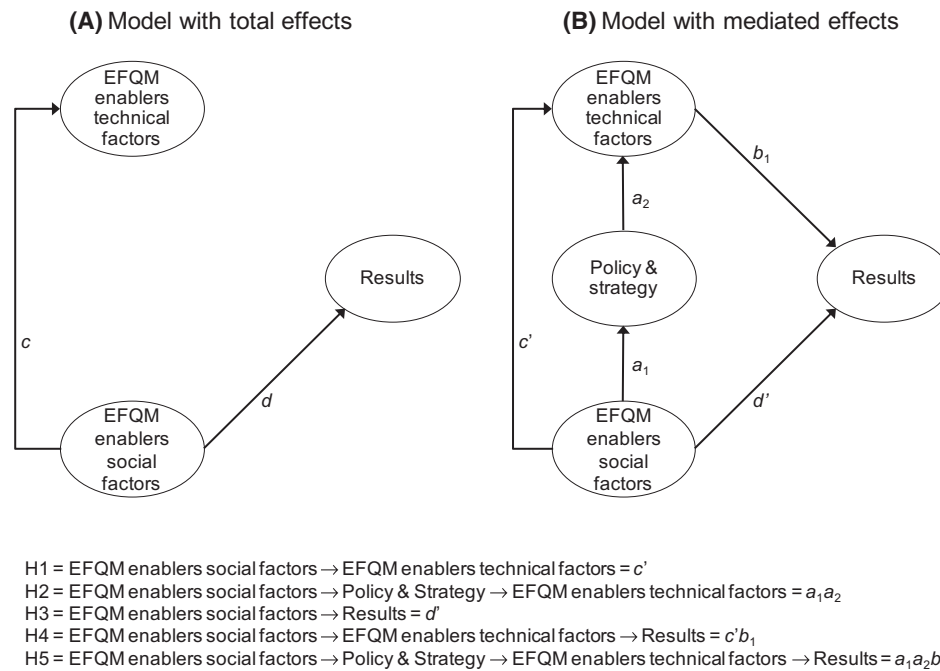 (A) Model with total effects
EFQM
enablers
technical
factors
Results
c
d
EFQM
enablers
social
factors
(B) Model with mediated effects
EFQM
enablers
technical
factors
b₁
a₂
Policy &
strategy
Results
c'
a₁
d'
EFQM
enablers
social
factors
H1 = EFQM enablers social factors → EFQM enablers technical factors = c'
H2 = EFQM enablers social factors → Policy & Strategy → EFQM enablers technical factors = a₁a₂
H3 = EFQM enablers social factors → Results = d'
H4 = EFQM enablers social factors → EFQM enablers technical factors → Results = c'b₁
H5 = EFQM enablers social factors → Policy & Strategy → EFQM enablers technical factors → Results = a₁a₂b